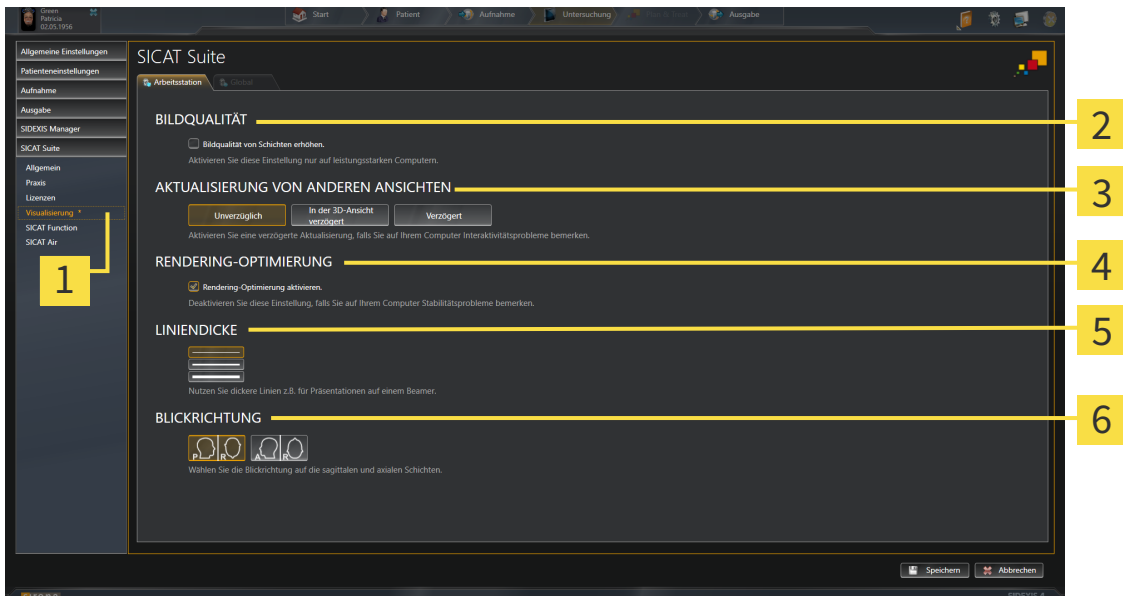 Green
Patricia
02.05.1956
Start
Patient
Aufnahme
Untersuchung
Ausgabe
Allgemeine Einstellungen
Patienteneinstellungen
Aufnahme
Ausgabe
SIDEXIS Manager
SICAT Suite
Allgemein
Praxis
Lizenzen
Visualisierung *
SICAT Function
SICAT Air
1
SICAT Suite
Arbeitsstation
Global
BILDQUALITÄT
2
Bildqualität von Schichten erhöhen.
Aktivieren Sie diese Einstellung nur auf leistungsstarken Computern.
AKTUALISIERUNG VON ANDEREN ANSICHTEN
3
Unverzüglich
In der 3D-Ansicht
verzögert
Verzögert
Aktivieren Sie eine verzögerte Aktualisierung, falls Sie auf Ihrem Computer Interaktivitätsprobleme bemerken.
RENDERING-OPTIMIERUNG
4
Rendering-Optimierung aktivieren.
Deaktivieren Sie diese Einstellung, falls Sie auf Ihrem Computer Stabilitätsprobleme bemerken.
LINIENDICKE
5
Nutzen Sie dickere Linien z.B. für Präsentationen auf einem Beamer.
BLICKRICHTUNG
6
P R A R
Wählen Sie die Blickrichtung auf die sagittalen und axialen Schichten.
Speichern
Abbrechen
SIDEXIS 4